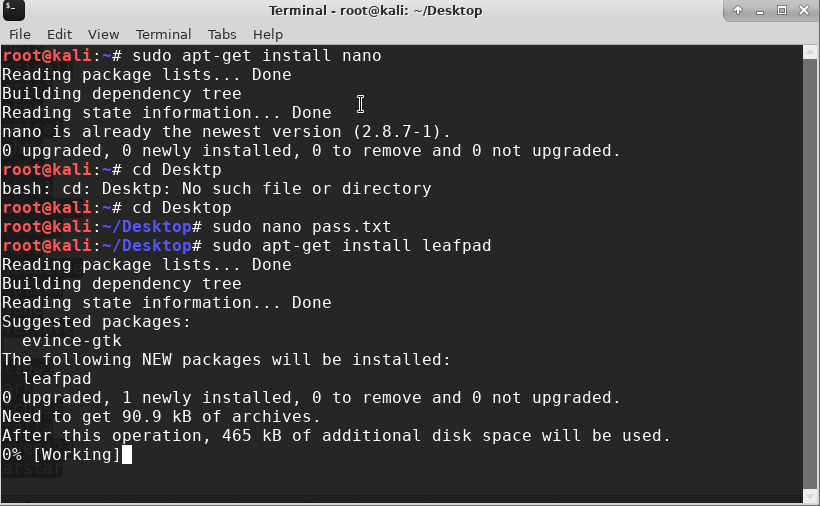 Terminal - root@kali: ~/Desktop
File Edit View Terminal Tabs Help
root@kali:~# sudo apt-get install nano
Reading package lists... Done
Building dependency tree
Reading state information... Done
nano is already the newest version (2.8.7-1).
0 upgraded, 0 newly installed, 0 to remove and 0 not upgraded.
root@kali:~# cd Desktp
bash: cd: Desktp: No such file or directory
root@kali:~# cd Desktop
root@kali:~/Desktop# sudo nano pass.txt
root@kali:~/Desktop# sudo apt-get install leafpad
Reading package lists... Done
Building dependency tree
Reading state information... Done
Suggested packages:
  evince-gtk
The following NEW packages will be installed:
  leafpad
0 upgraded, 1 newly installed, 0 to remove and 0 not upgraded.
Need to get 90.9 kB of archives.
After this operation, 465 kB of additional disk space will be used.
0% [Working]